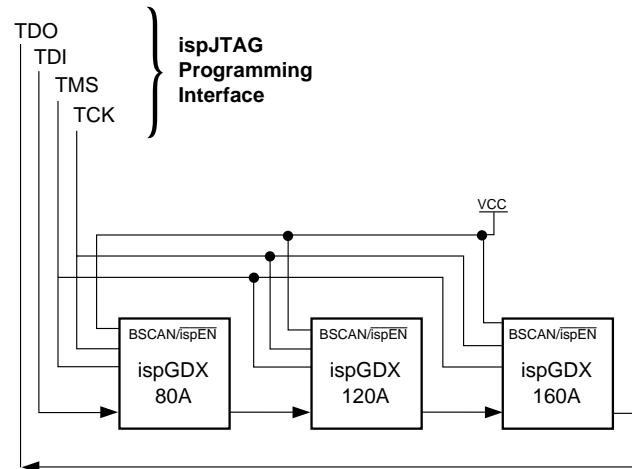 TDO
TDI
TMS
TCK
ispJTAG
Programming
Interface
VCC
BSCAN/ispEN
ispGDX
80A
BSCAN/ispEN
ispGDX
120A
BSCAN/ispEN
ispGDX
160A